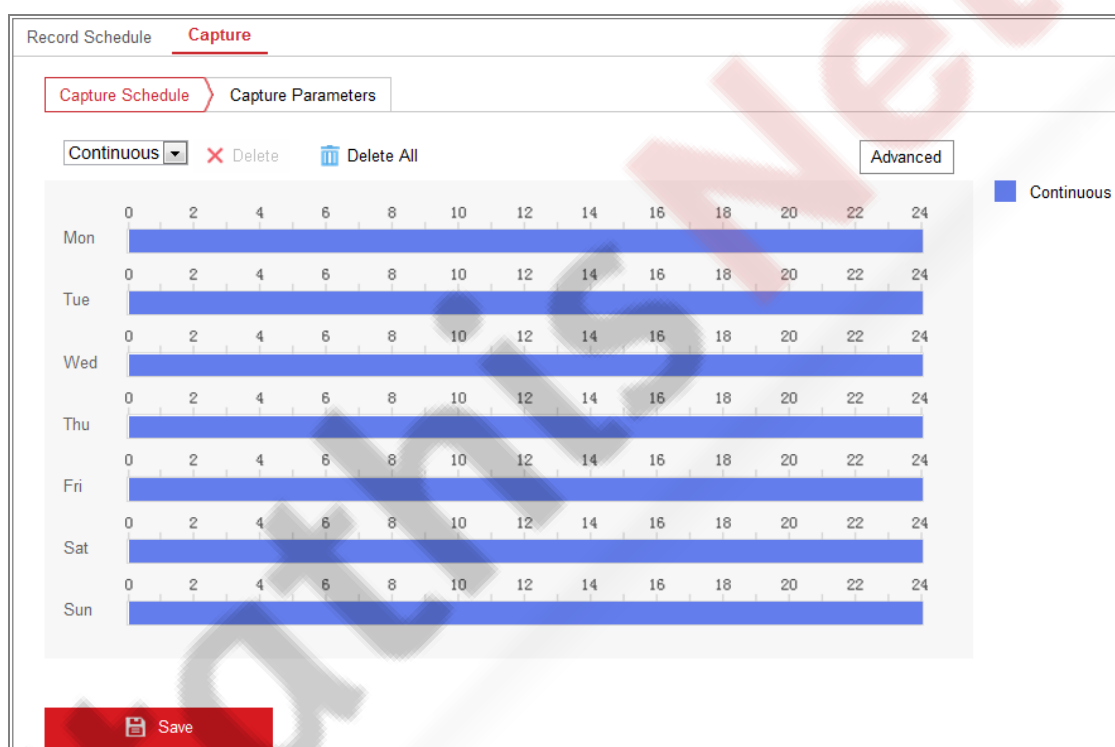 Record Schedule Capture
Capture Schedule Capture Parameters
Continuous Delete Delete All Advanced
Continuous
0 2 4 6 8 10 12 14 16 18 20 22 24
Mon
0 2 4 6 8 10 12 14 16 18 20 22 24
Tue
0 2 4 6 8 10 12 14 16 18 20 22 24
Wed
0 2 4 6 8 10 12 14 16 18 20 22 24
Thu
0 2 4 6 8 10 12 14 16 18 20 22 24
Fri
0 2 4 6 8 10 12 14 16 18 20 22 24
Sat
0 2 4 6 8 10 12 14 16 18 20 22 24
Sun
Save